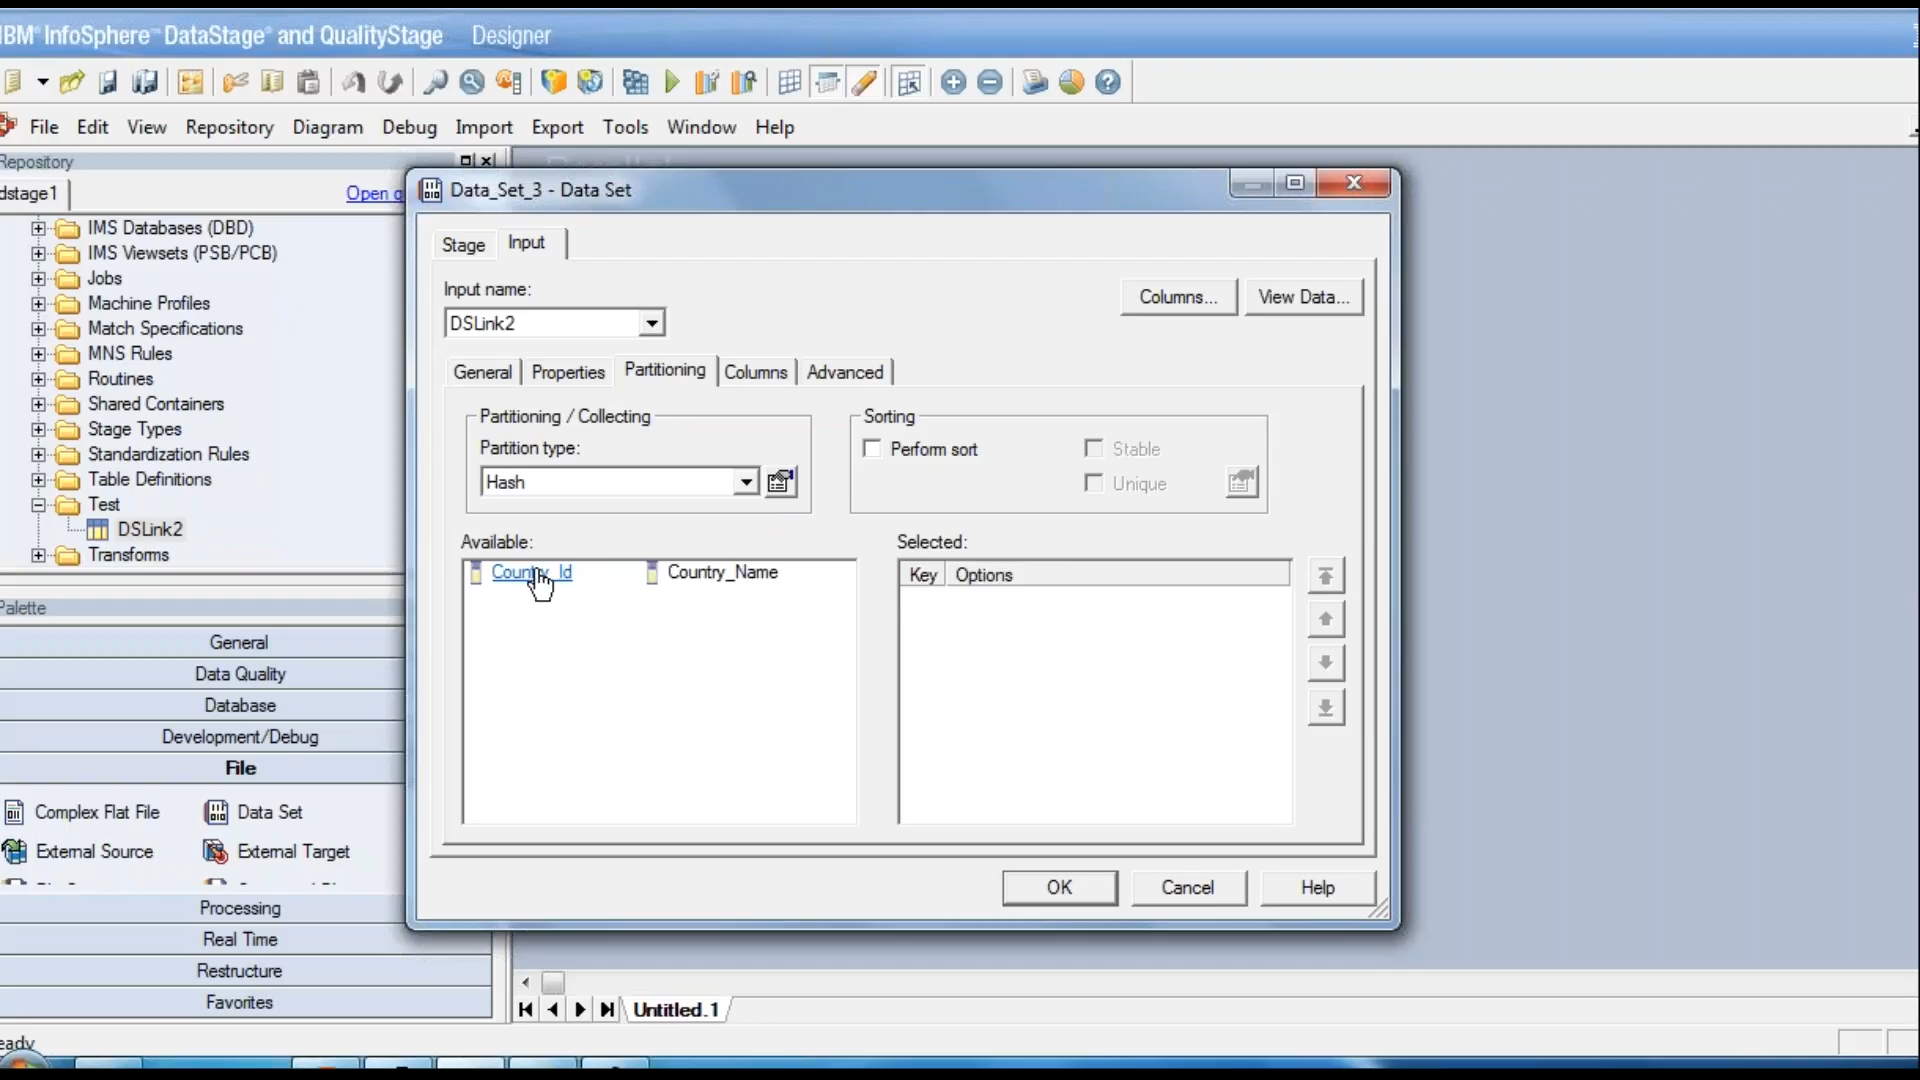 IBM InfoSphere DataStage and QualityStage Designer
File Edit View Repository Diagram Debug Import Export Tools Window Help
Repository
dstage1 Open q
IMS Databases (DBD)
IMS Viewsets (PSB/PCB)
Jobs
Machine Profiles
Match Specifications
MNS Rules
Routines
Shared Containers
Stage Types
Standardization Rules
Table Definitions
Test
DSLink2
Transforms
Palette
General
Data Quality
Database
Development/Debug
File
Complex Flat File Data Set
External Source External Target
Processing
Real Time
Restructure
Favorites
Data_Set_3 - Data Set
Stage Input
Input name:
DSLink2
Columns... View Data...
General Properties Partitioning Columns Advanced
Partitioning / Collecting
Partition type:
Hash
Sorting
Perform sort Stable
Unique
Available:
Country_Id Country_Name
Selected:
Key Options
OK Cancel Help
Untitled.1
eady